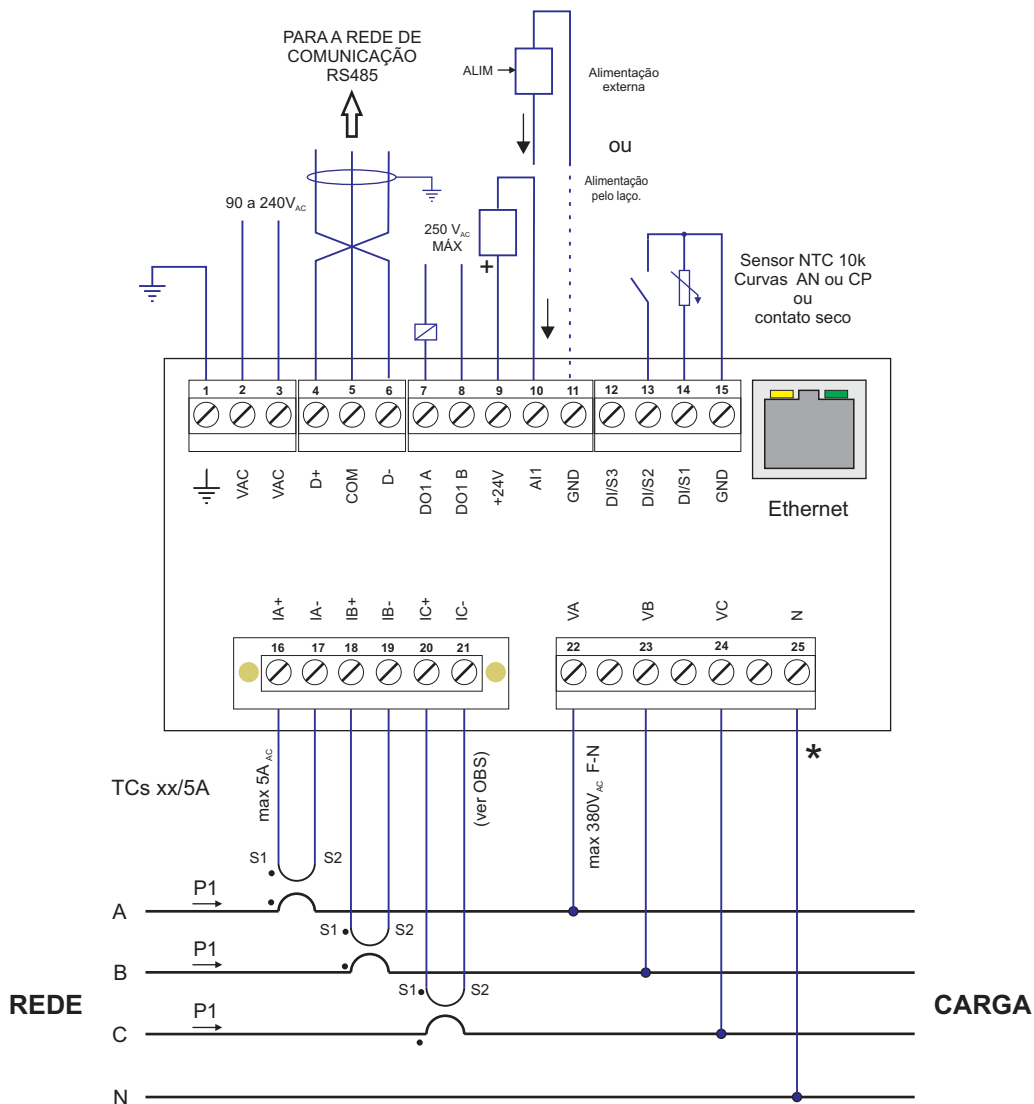 PARA A REDE DE
COMUNICAÇÃO
RS485
ALIM
Alimentação
externa
ou
Alimentação
pelo laço.
90 a 240VAC
250 VAC
MÁX
+
Sensor NTC 10k
Curvas AN ou CP
ou
contato seco
1 2 3 4 5 6 7 8 9 10 11 12 13 14 15
VAC
VAC
D+
COM
D-
DO1 A
DO1 B
+24V
AI1
GND
DI/S3
DI/S2
DI/S1
GND
Ethernet
IA+
IA-
IB+
IB-
IC+
IC-
VA
VB
VC
N
16 17 18 19 20 21 22 23 24 25
*
TCs xx/5A
max 5A AC
(ver OBS)
max 380VAC F-N
S1 S2
P1
A
S1 S2
P1
B
S1 S2
REDE
CARGA
P1
C
N